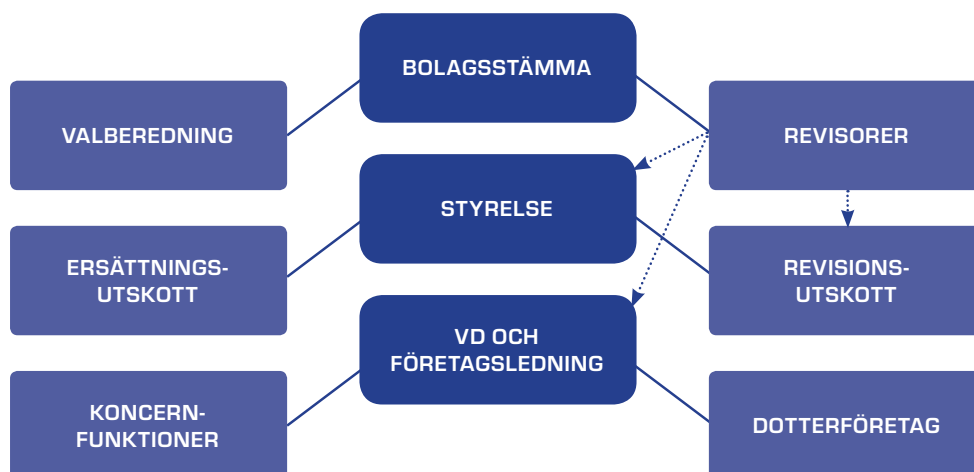 BOLAGSSTÄMMA
VALBEREDNING
REVISORER
STYRELSE
ERSÄTTNINGS-
UTSKOTT
REVISIONS-
UTSKOTT
VD OCH
FÖRETAGSLEDNING
KONCERN-
FUNKTIONER
DOTTERFÖRETAG